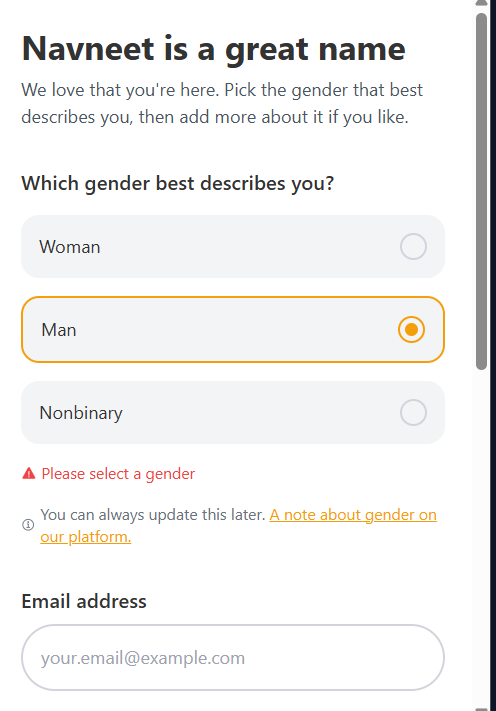 Navneet is a great name
We love that you're here. Pick the gender that best
describes you, then add more about it if you like.
Which gender best describes you?
Woman
Man
Nonbinary
Please select a gender
You can always update this later. A note about gender on
our platform.
Email address
your.email@example.com